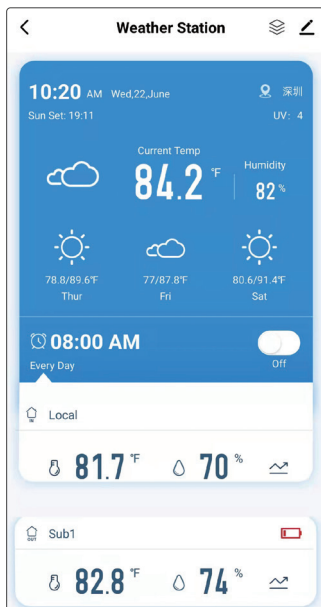 Weather Station
10:20 AM Wed,22,June 深圳
Sun Set: 19:11 UV: 4
Current Temp
84.2 °F
Humidity
82 %
78.8/89.6°F 77/87.8°F 80.6/91.4°F
Thur Fri Sat
08:00 AM
Every Day Off
IN Local
81.7 °F 70 %
OUT Sub1
82.8 °F 74 %